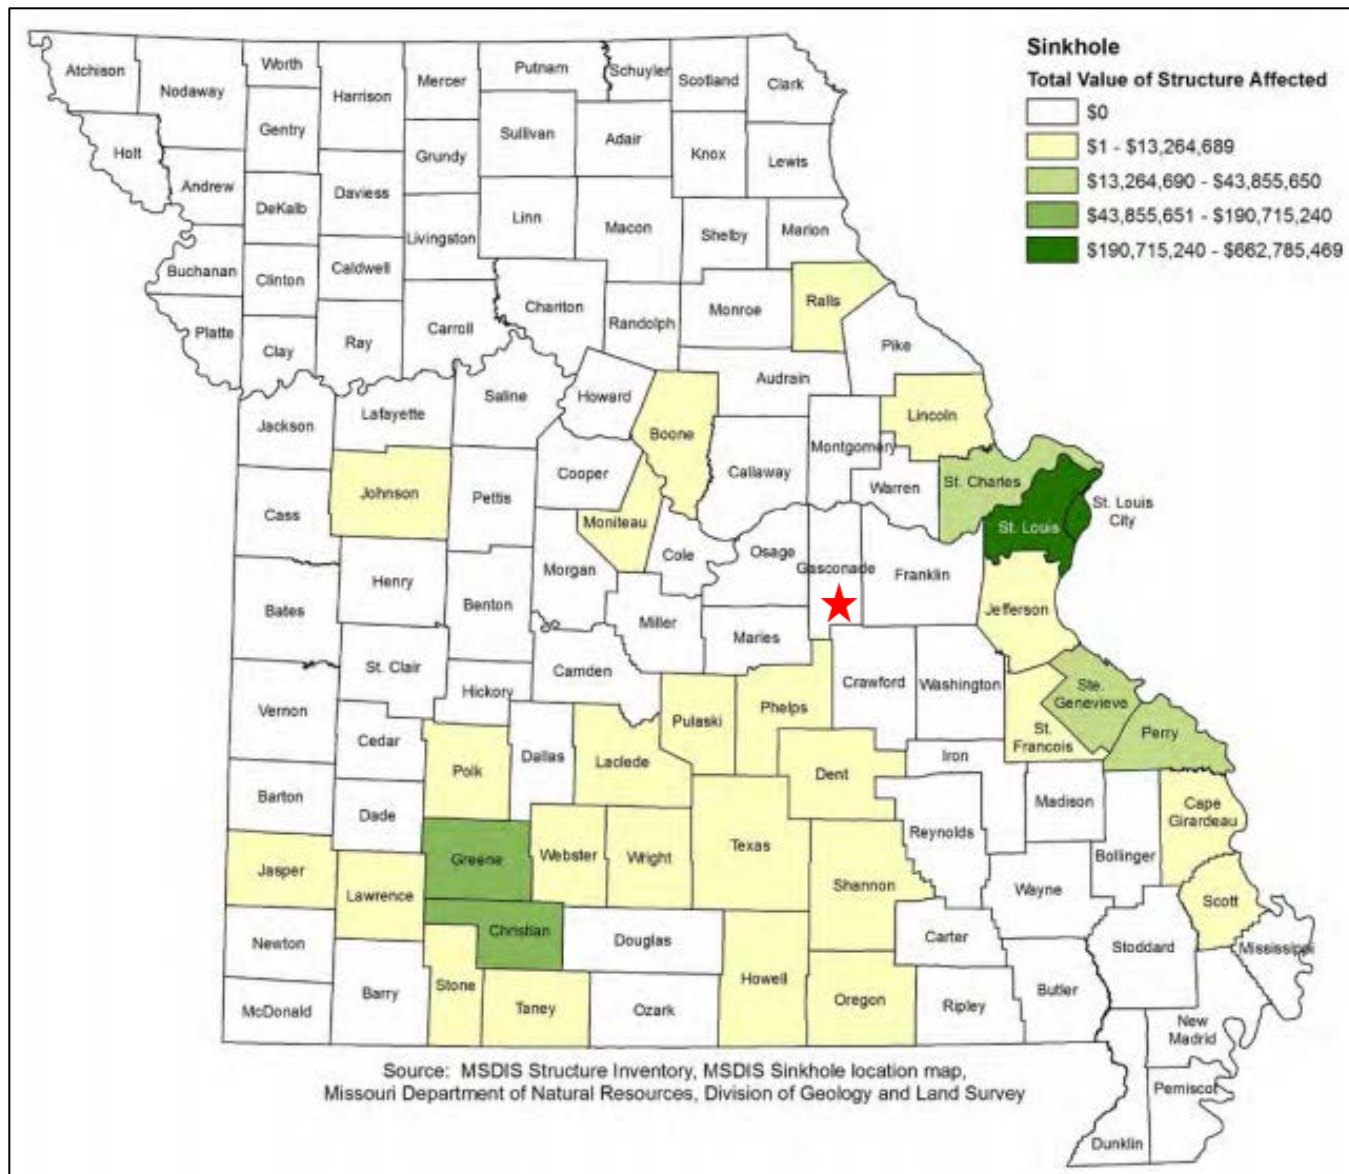 Sinkhole
Total Value of Structure Affected
$0
$1 - $13,264,689
$13,264,690 - $43,855,650
$43,855,651 - $190,715,240
$190,715,240 - $662,785,469
Atchison
Nodaway
Worth
Harrison
Mercer
Putnam
Schuyler
Scotland
Clark
Holt
Gentry
Sullivan
Adair
Knox
Lewis
Andrew
DeKalb
Daviess
Grundy
Linn
Macon
Shelby
Marion
Livingston
Buchanan
Clinton
Caldwell
Chariton
Randolph
Monroe
Ralls
Platte
Clay
Ray
Carroll
Pike
Audrain
Saline
Howard
Lafayette
Jackson
Boone
Lincoln
Callaway
Montgomery
Cooper
Warren
St. Charles
Johnson
Pettis
Cass
Moniteau
St. Louis
St. Louis
City
Cole
Osage
Gasconade
Franklin
Morgan
Henry
Benton
Bates
Miller
Maries
Jefferson
St. Clair
Camden
Hickory
Crawford
Washington
Vernon
Pulaski
Phelps
Ste.
Genevieve
St.
Francois
Perry
Cedar
Polk
Dallas
Laclede
Dent
Iron
Barton
Dade
Madison
Cape
Girardeau
Reynolds
Jasper
Greene
Webster
Wright
Texas
Bollinger
Lawrence
Shannon
Wayne
Scott
Christian
Newton
Douglas
Carter
Stoddard
Mississippi
Barry
Stone
Taney
Howell
Oregon
Butler
McDonald
Ozark
Ripley
New
Madrid
Pemiscot
Dunklin
Source: MSDIS Structure Inventory, MSDIS Sinkhole location map,
Missouri Department of Natural Resources, Division of Geology and Land Survey